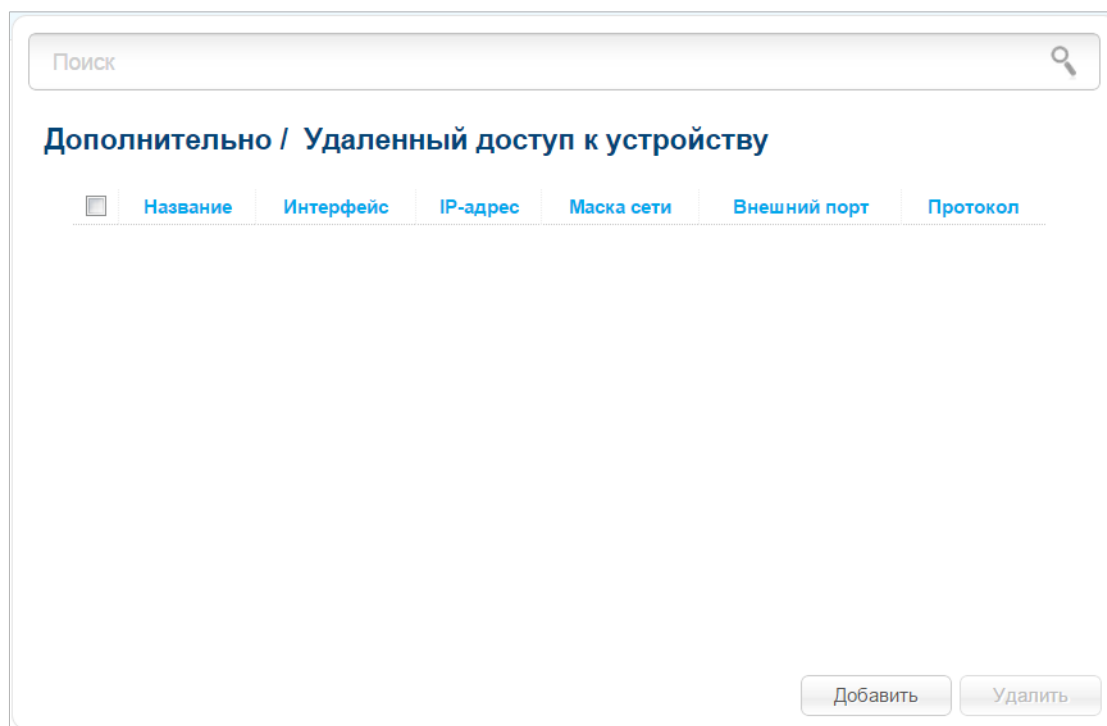 Поиск
Дополнительно / Удаленный доступ к устройству
Название Интерфейс IP-адрес Маска сети Внешний порт Протокол
Добавить Удалить